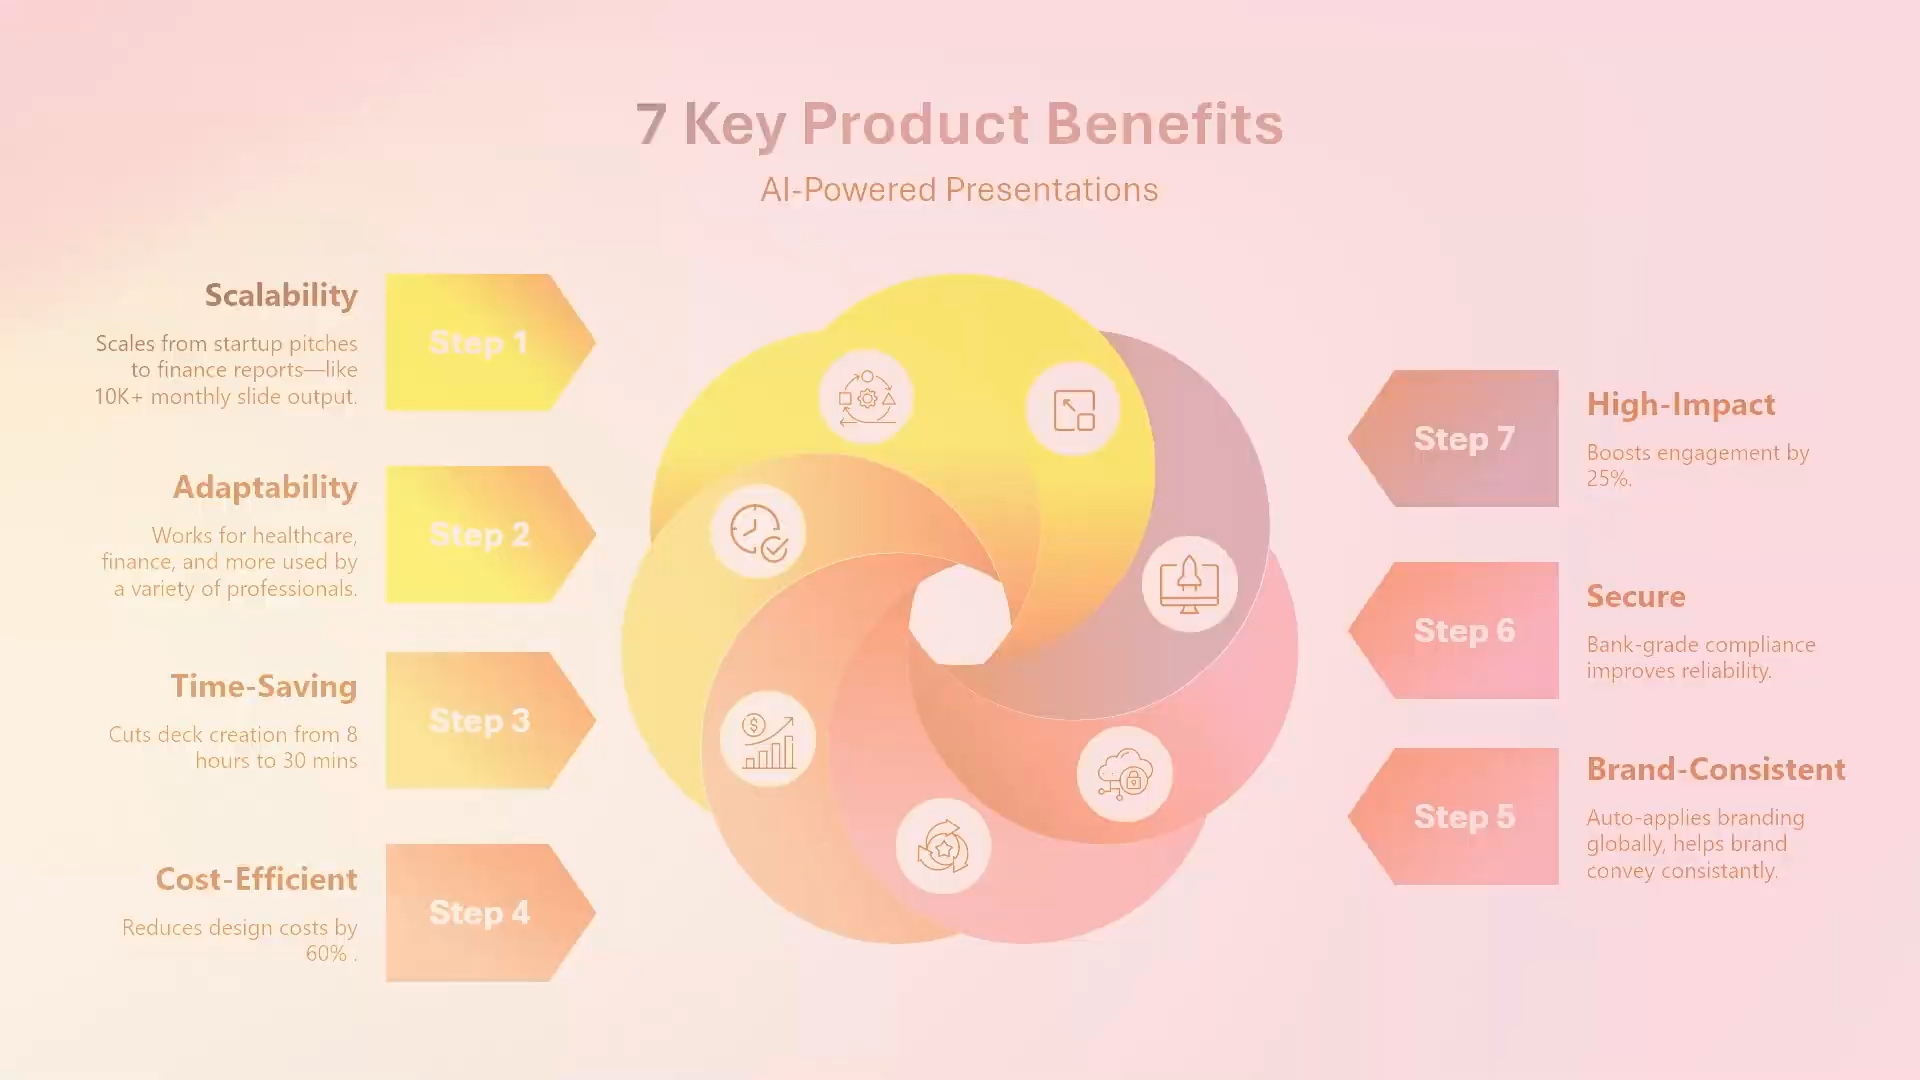 7 Key Product Benefits
AI-Powered Presentations
Scalability
Scales from startup pitches
to finance reports—like
10K+ monthly slide output.
Step 1
Adaptability
Works for healthcare,
finance, and more used by
a variety of professionals.
Step 2
Time-Saving
Cuts deck creation from 8
hours to 30 mins
Step 3
Cost-Efficient
Reduces design costs by
60% .
Step 4
Step 7
High-Impact
Boosts engagement by
25%.
Step 6
Secure
Bank-grade compliance
improves reliability.
Step 5
Brand-Consistent
Auto-applies branding
globally, helps brand
convey consistantly.
$